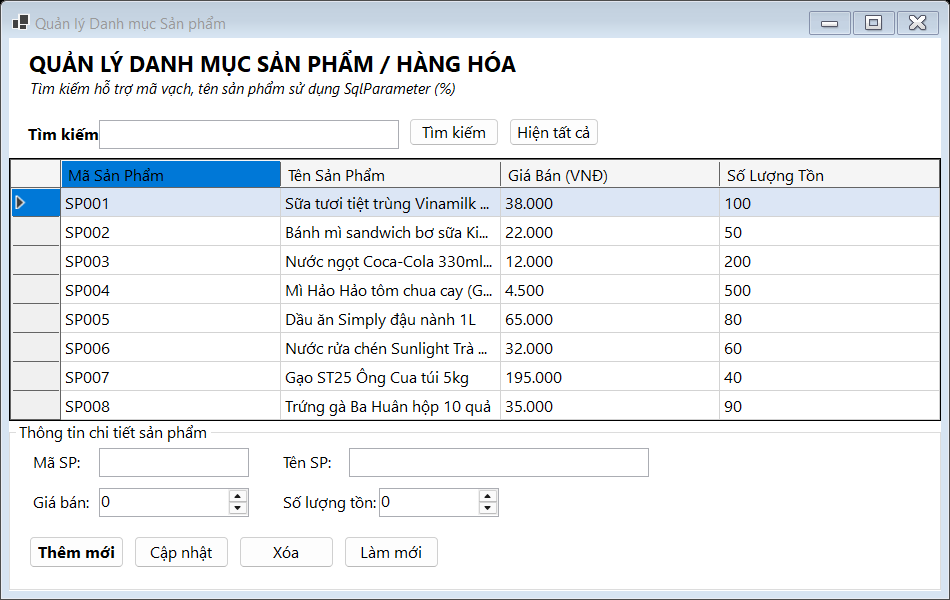 Quản lý Danh mục Sản phẩm
QUẢN LÝ DANH MỤC SẢN PHẨM / HÀNG HÓA
Tìm kiếm hỗ trợ mã vạch, tên sản phẩm sử dụng SqlParameter (%)
Tìm kiếm Tìm kiếm Hiện tất cả
Mã Sản Phẩm Tên Sản Phẩm Giá Bán (VNĐ) Số Lượng Tồn
SP001 Sữa tươi tiệt trùng Vinamilk ... 38.000 100
SP002 Bánh mì sandwich bơ sữa Ki... 22.000 50
SP003 Nước ngọt Coca-Cola 330ml... 12.000 200
SP004 Mì Hảo Hảo tôm chua cay (G... 4.500 500
SP005 Dầu ăn Simply đậu nành 1L 65.000 80
SP006 Nước rửa chén Sunlight Trà ... 32.000 60
SP007 Gạo ST25 Ông Cua túi 5kg 195.000 40
SP008 Trứng gà Ba Huân hộp 10 quả 35.000 90
Thông tin chi tiết sản phẩm
Mã SP: Tên SP:
Giá bán: 0 Số lượng tồn: 0
Thêm mới Cập nhật Xóa Làm mới